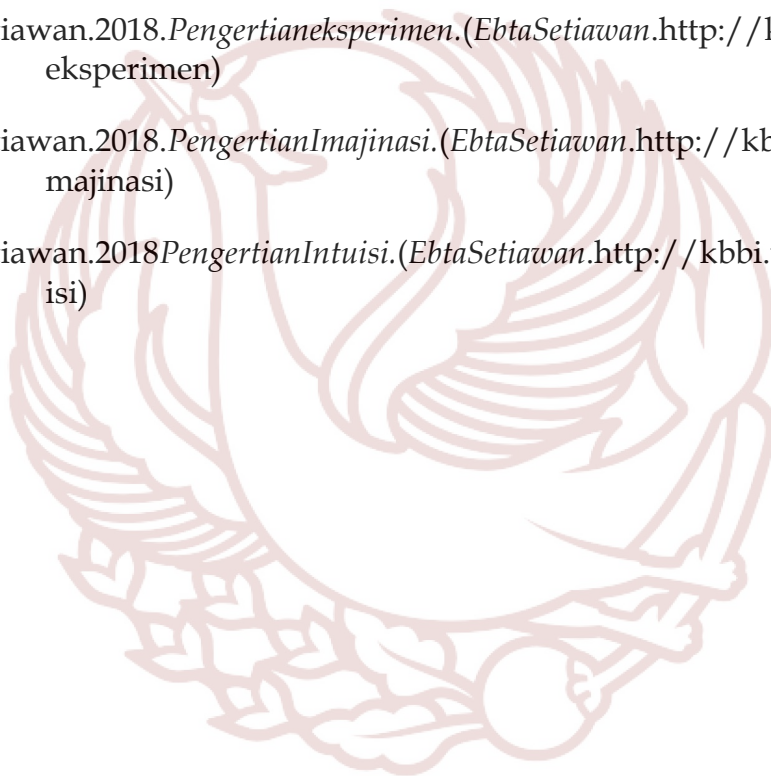 iawan.2018.Pengertianeksperimen.(EbtaSetiawan.http://k
eksperimen)
iawan.2018.PengertianImajinasi.(EbtaSetiawan.http://kb
majinasi)
iawan.2018PengertianIntuisi.(EbtaSetiawan.http://kbbi.
isi)